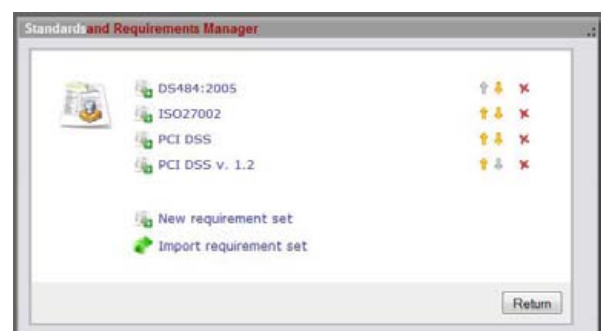 Standards and Requirements Manager
DS484:2005
ISO27002
PCI DSS
PCI DSS v. 1.2
New requirement set
Import requirement set
Return